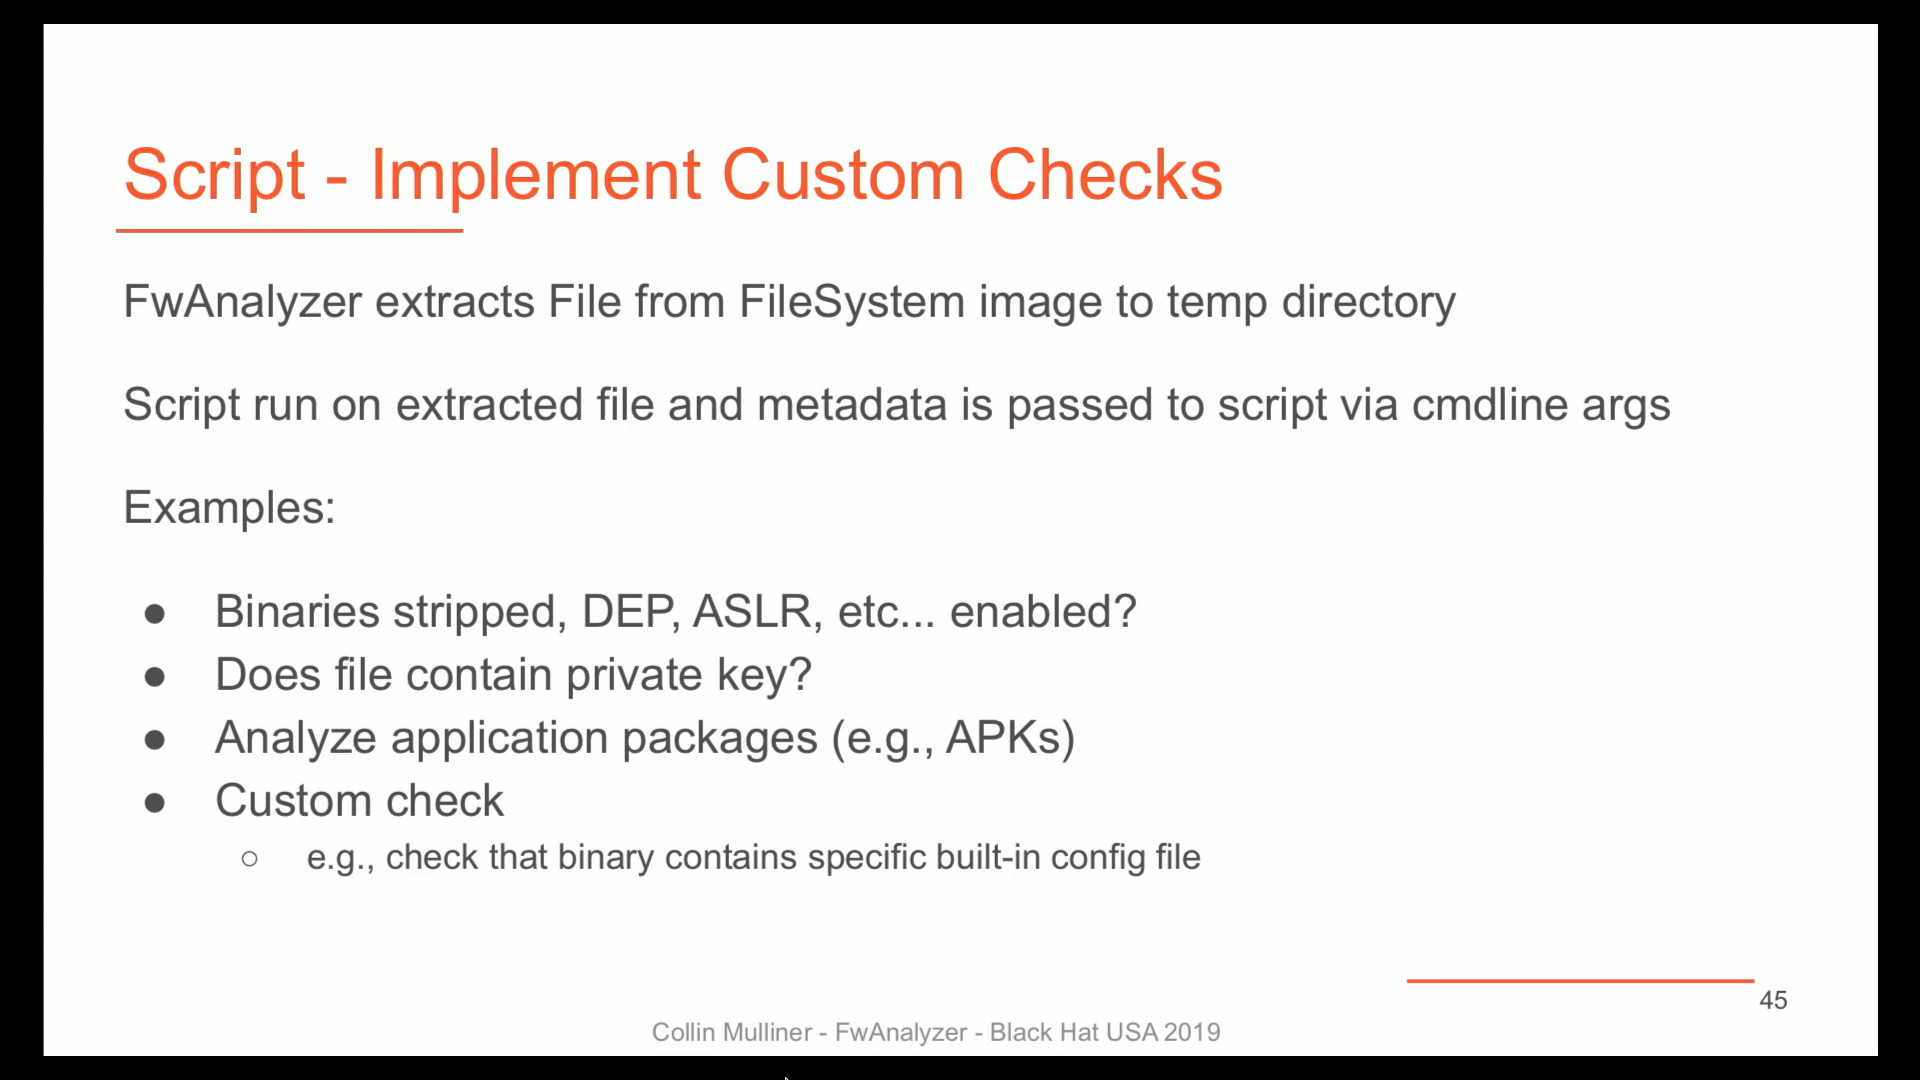 Script - Implement Custom Checks
FwAnalyzer extracts File from FileSystem image to temp directory
Script run on extracted file and metadata is passed to script via cmdline args
Examples:
● Binaries stripped, DEP, ASLR, etc... enabled?
● Does file contain private key?
● Analyze application packages (e.g., APKs)
● Custom check
○ e.g., check that binary contains specific built-in config file
45
Collin Mulliner - FwAnalyzer - Black Hat USA 2019